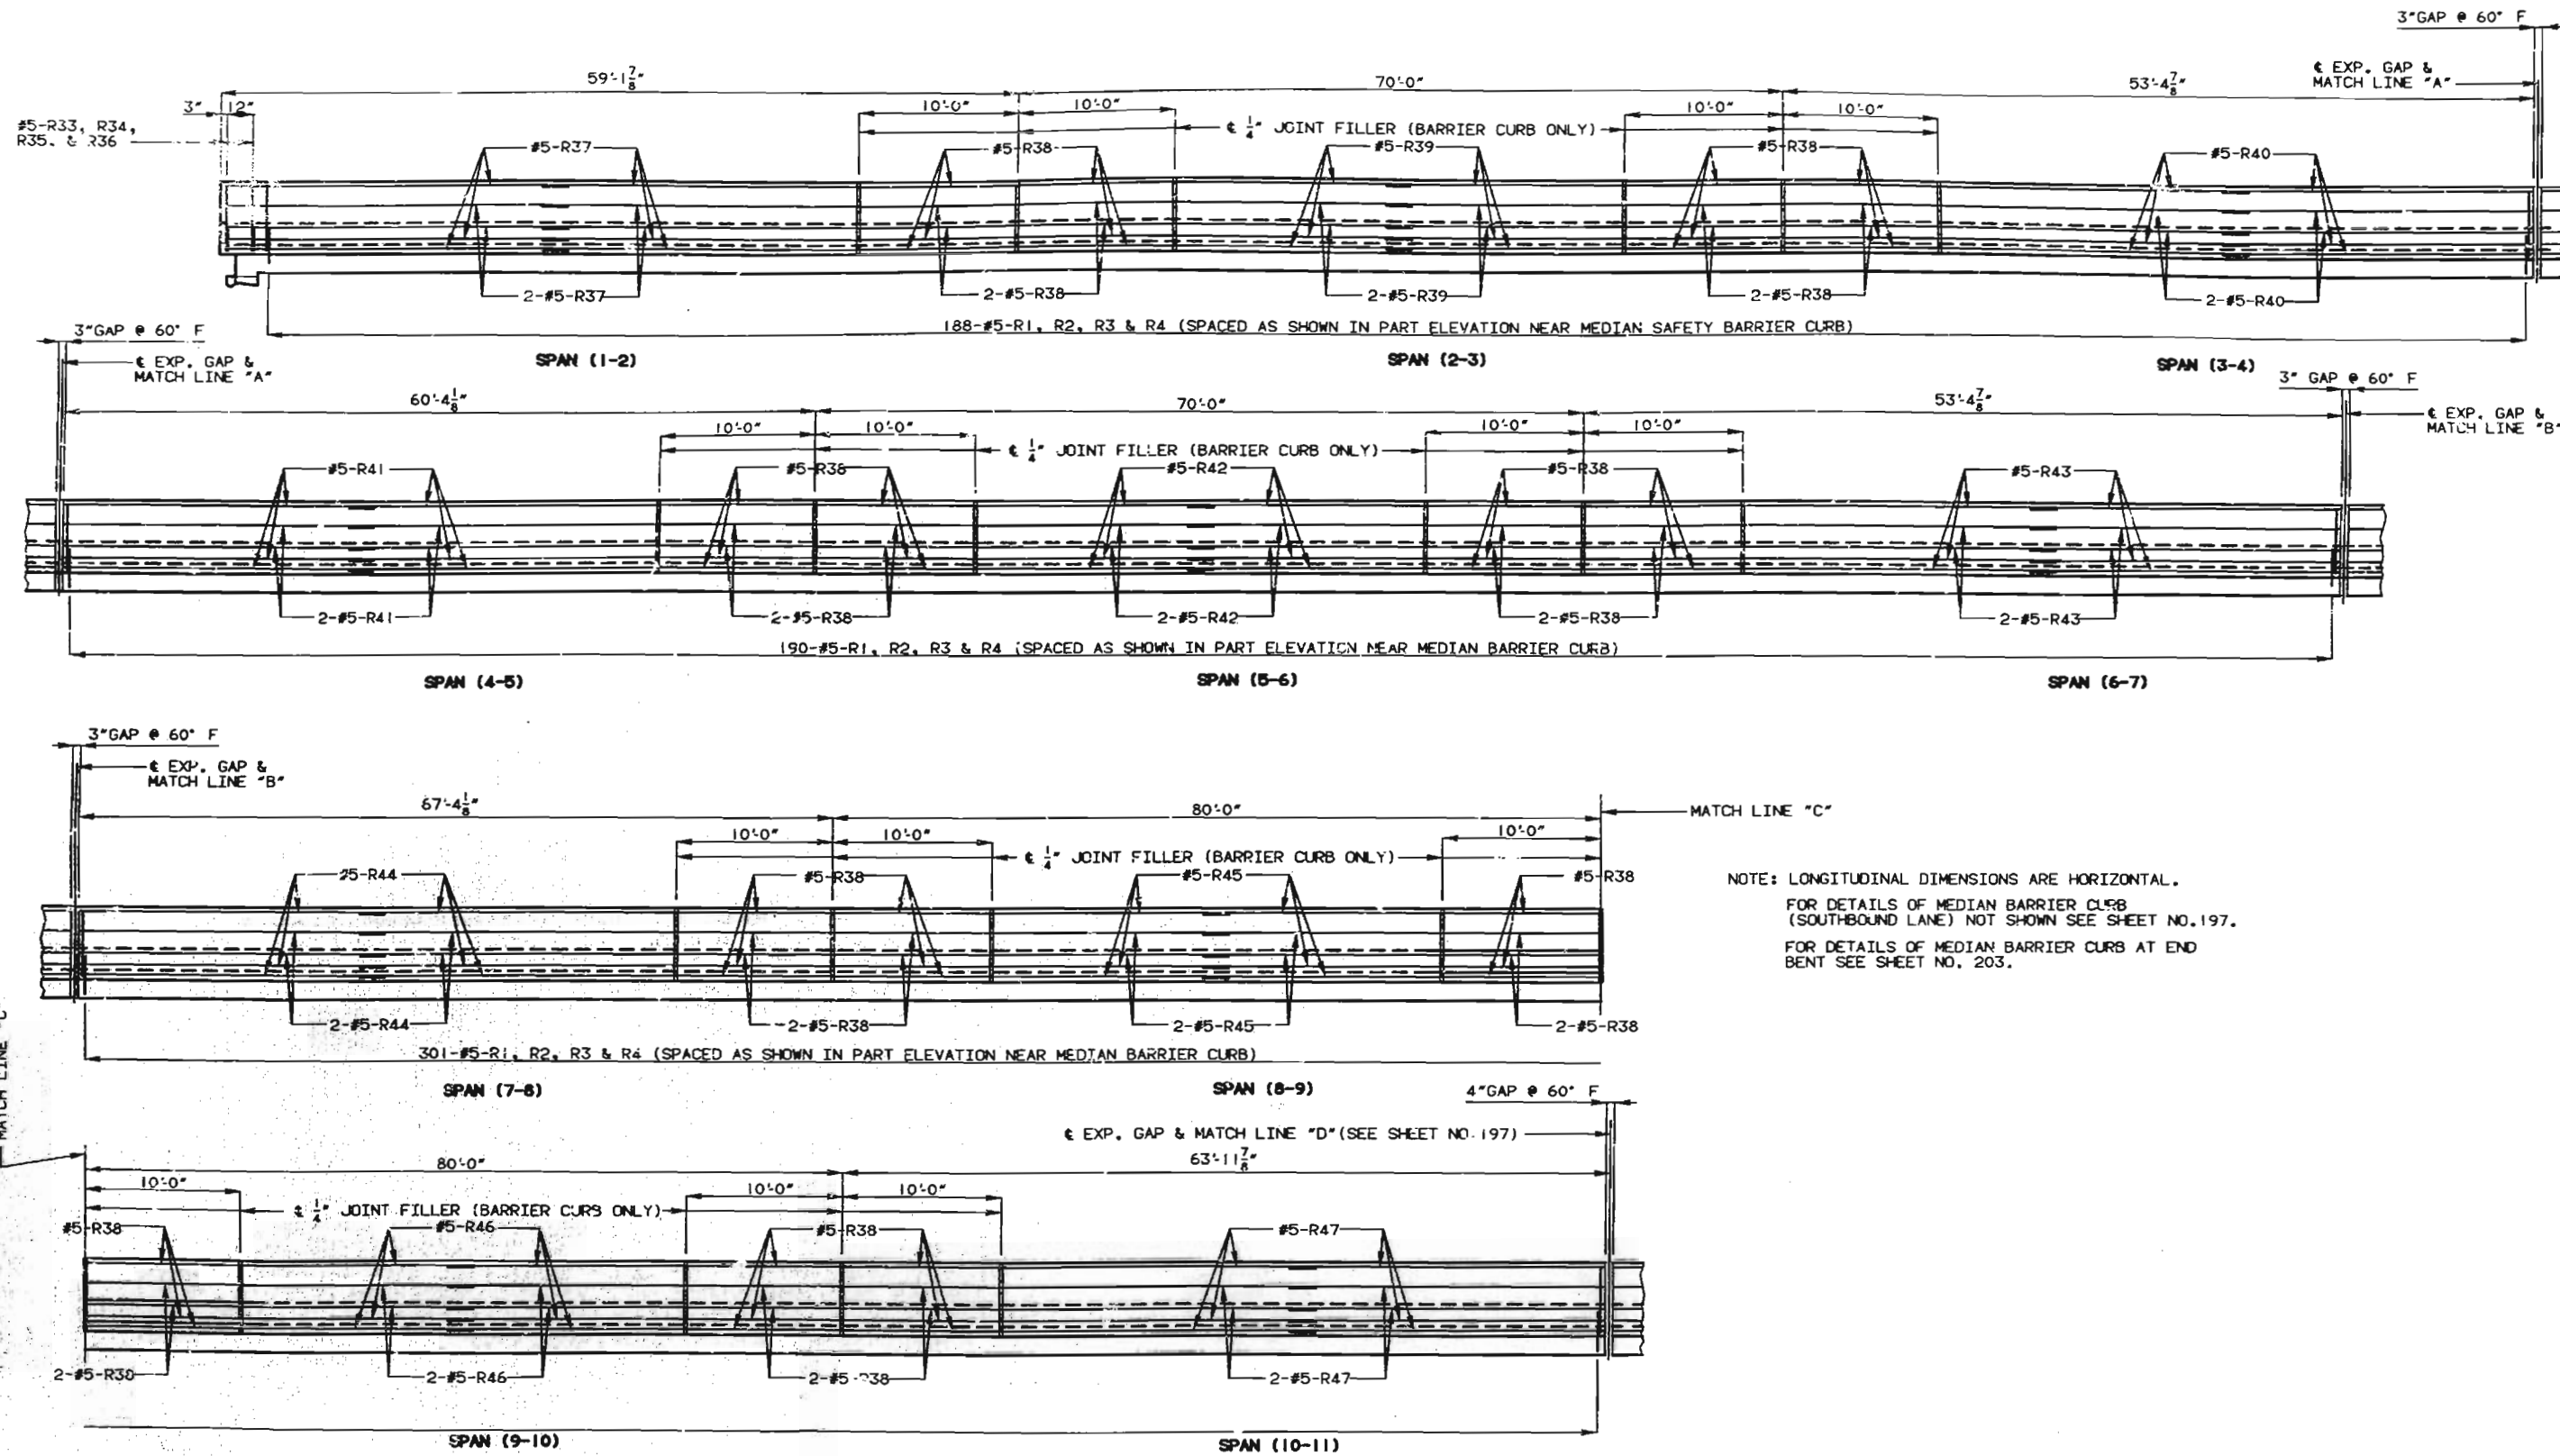 3"GAP @ 60° F
59'-1 7/8"
70'-0"
53'-4 7/8"
℄ EXP. GAP &
MATCH LINE "A"
3"
12"
10'-0"
10'-0"
10'-0"
10'-0"
#5-R33, R34,
R35, & R36
℄ 1/4" JOINT FILLER (BARRIER CURB ONLY)
#5-R37
#5-R38
#5-R39
#5-R38
#5-R40
2-#5-R37
2-#5-R38
2-#5-R39
2-#5-R38
2-#5-R40
188-#5-R1, R2, R3 & R4 (SPACED AS SHOWN IN PART ELEVATION NEAR MEDIAN SAFETY BARRIER CURB)
SPAN (1-2)
SPAN (2-3)
SPAN (3-4)
3"GAP @ 60° F
℄ EXP. GAP &
MATCH LINE "A"
3" GAP @ 60° F
60'-4 1/8"
70'-0"
53'-4 7/8"
℄ EXP. GAP &
MATCH LINE "B"
10'-0"
10'-0"
10'-0"
10'-0"
℄ 1/4" JOINT FILLER (BARRIER CURB ONLY)
#5-R41
#5-R38
#5-R42
#5-R38
#5-R43
2-#5-R41
2-#5-R38
2-#5-R42
2-#5-R38
2-#5-R43
190-#5-R1, R2, R3 & R4 (SPACED AS SHOWN IN PART ELEVATION NEAR MEDIAN BARRIER CURB)
SPAN (4-5)
SPAN (5-6)
SPAN (6-7)
3"GAP @ 60° F
℄ EXP. GAP &
MATCH LINE "B"
67'-4 1/8"
80'-0"
MATCH LINE "C"
10'-0"
10'-0"
10'-0"
℄ 1/4" JOINT FILLER (BARRIER CURB ONLY)
#5-R44
#5-R38
#5-R45
#5-R38
NOTE: LONGITUDINAL DIMENSIONS ARE HORIZONTAL.
FOR DETAILS OF MEDIAN BARRIER CURB
(SOUTHBOUND LANE) NOT SHOWN SEE SHEET NO.197.
FOR DETAILS OF MEDIAN BARRIER CURB AT END
BENT SEE SHEET NO. 203.
2-#5-R44
2-#5-R38
2-#5-R45
2-#5-R38
301-#5-R1, R2, R3 & R4 (SPACED AS SHOWN IN PART ELEVATION NEAR MEDIAN BARRIER CURB)
SPAN (7-8)
SPAN (8-9)
MATCH LINE "C"
4"GAP @ 60° F
℄ EXP. GAP & MATCH LINE "D"(SEE SHEET NO. 197)
80'-0"
63'-11 7/8"
10'-0"
10'-0"
10'-0"
℄ 1/4" JOINT FILLER (BARRIER CURB ONLY)
#5-R38
#5-R46
#5-R38
#5-R47
2-#5-R38
2-#5-R46
2-#5-R38
2-#5-R47
SPAN (9-10)
SPAN (10-11)